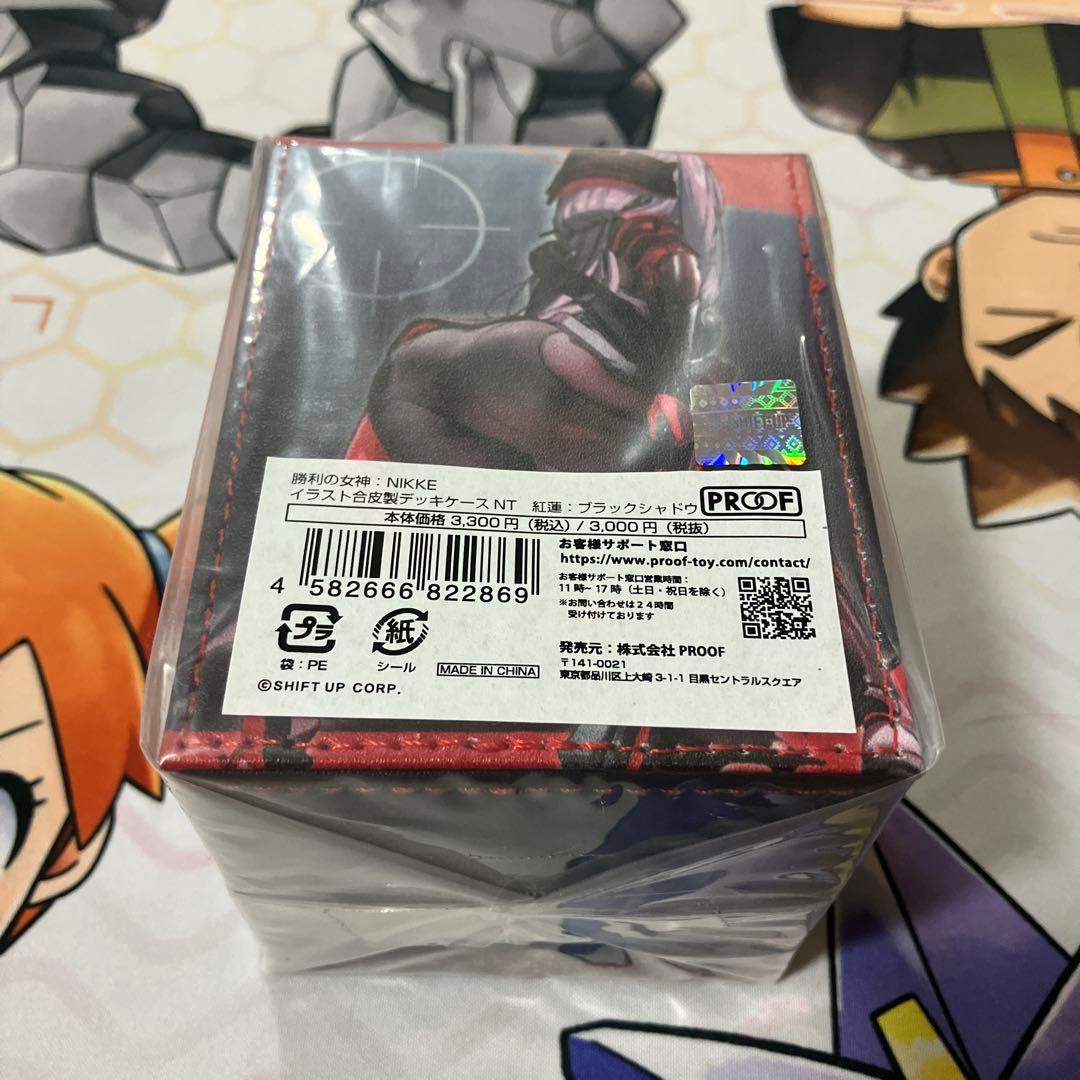 勝利の女神：NIKKE
イラスト合皮製デッキケース NT　紅蓮：ブラックシャドウ
PROOF
本体価格 3,300円（税込）/ 3,000円（税抜）
4 582666 822869
お客様サポート窓口
https://www.proof-toy.com/contact/
お客様サポート窓口営業時間：
11時～17時（土日・祝日を除く）
※お問い合わせは24時間
受け付けております
プラ
袋：PE
紙
シール
MADE IN CHINA
©SHIFT UP CORP.
発売元：株式会社 PROOF
〒141-0021
東京都品川区上大崎 3-1-1 目黒セントラルスクエア